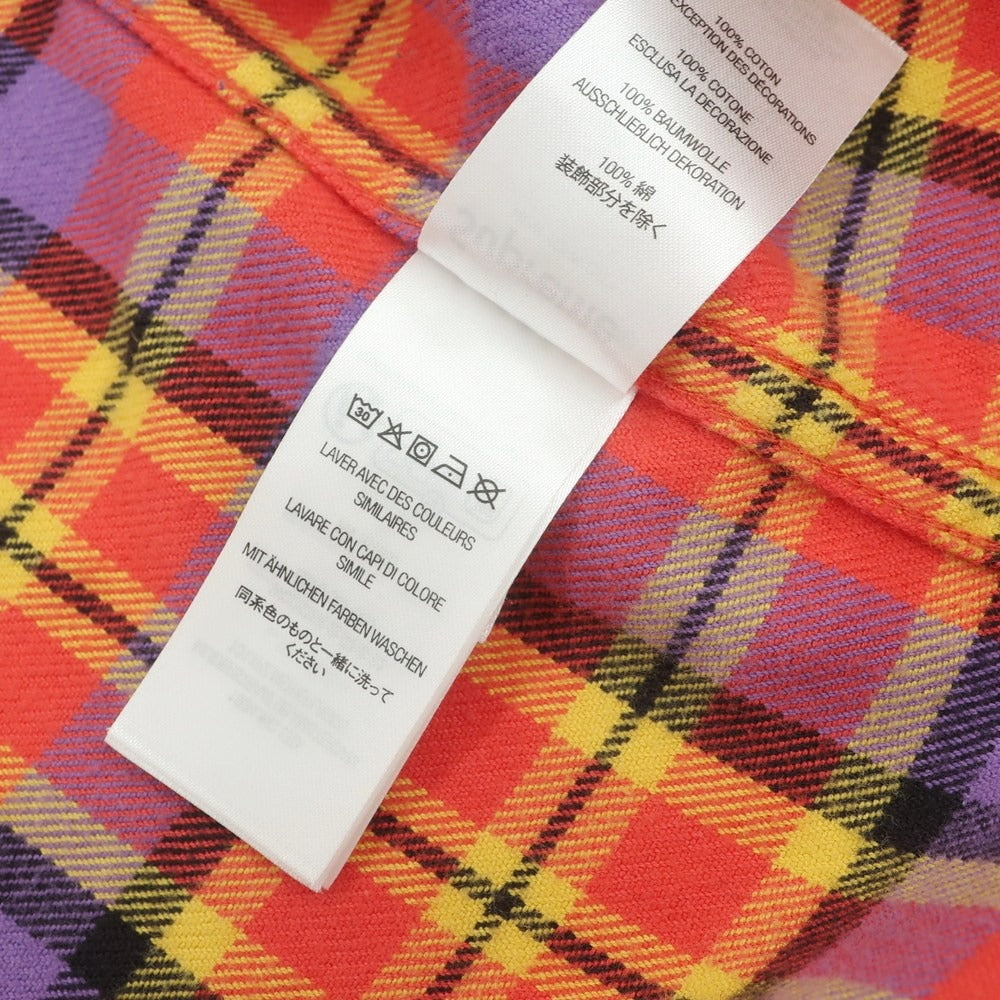 100% COTON
EXCEPTION DES DÉCORATIONS
100% COTONE
ESCLUSA LA DECORAZIONE
100% BAUMWOLLE
AUSSCHLIEBLICH DEKORATION
100% 綿
装飾部分を除く
30
LAVER AVEC DES COULEURS
SIMILAIRES
LAVARE CON CAPI DI COLORE
SIMILE
MIT ÄHNLICHEN FARBEN WASCHEN
同系色のものと一緒に洗って
ください